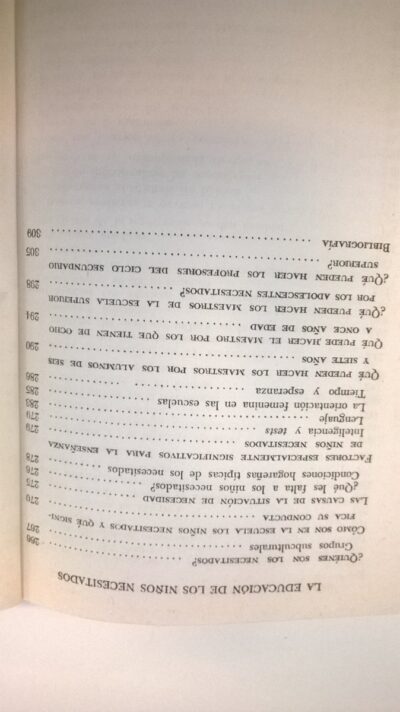 LA EDUCACIÓN DE LOS NIÑOS NECESITADOS
¿QUIÉNES SON LOS NECESITADOS? .......... 266
Grupos subculturales .......... 267
CÓMO SON EN LA ESCUELA LOS NIÑOS NECESITADOS Y QUÉ SIGNI-
FICA SU CONDUCTA .......... 270
LAS CAUSAS DE LA SITUACIÓN DE NECESIDAD .......... 275
¿Qué les falta a los niños necesitados? .......... 276
Condiciones hogareñas típicas de los necesitados .......... 278
FACTORES ESPECIALMENTE SIGNIFICATIVOS PARA LA ENSEÑANZA
DE NIÑOS NECESITADOS .......... 279
Inteligencia y tests .......... 279
Lenguaje .......... 283
La orientación femenina en las escuelas ..........
Tiempo y esperanza .......... 286
QUÉ PUEDEN HACER LOS MAESTROS POR LOS ALUMNOS DE SEIS
Y SIETE AÑOS .......... 290
QUÉ PUEDE HACER EL MAESTRO POR LOS QUE TIENEN DE OCHO
A ONCE AÑOS DE EDAD .......... 294
¿QUÉ PUEDEN HACER LOS MAESTROS DE LA ESCUELA SUPERIOR
POR LOS ADOLESCENTES NECESITADOS? .......... 298
¿QUÉ PUEDEN HACER LOS PROFESORES DEL CICLO SECUNDARIO
SUPERIOR? .......... 305
BIBLIOGRAFÍA .......... 309